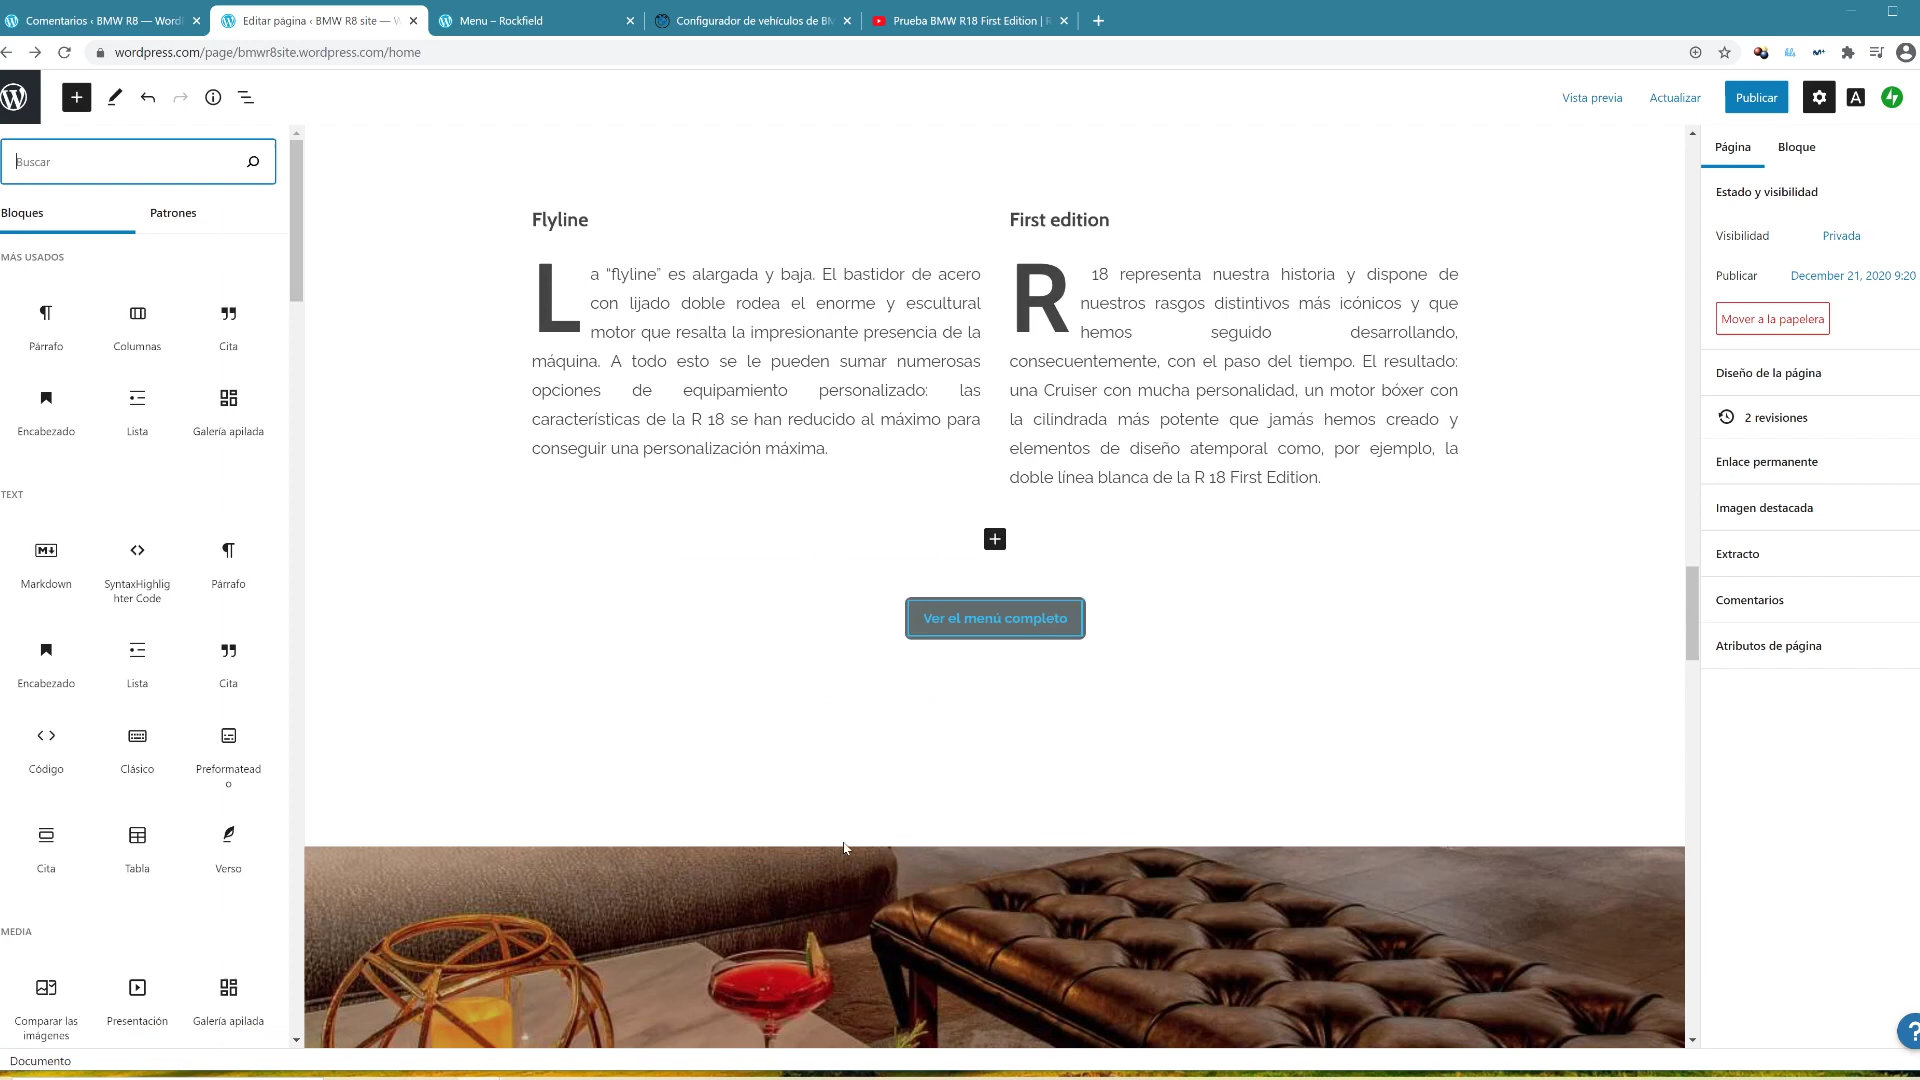 Comentarios ‹ BMW R8 — WordP
Editar página ‹ BMW R8 site — W
Menu – Rockfield
Configurador de vehículos de BM
Prueba BMW R18 First Edition | R
wordpress.com/page/bmwr8site.wordpress.com/home
Vista previa
Actualizar
Publicar
Buscar
Bloques
Patrones
MÁS USADOS
Párrafo
Columnas
Cita
Encabezado
Lista
Galería apilada
TEXT
Markdown
SyntaxHighlig
hter Code
Párrafo
Encabezado
Lista
Cita
Código
Clásico
Preformatead
o
Cita
Tabla
Verso
MEDIA
Comparar las
imágenes
Presentación
Galería apilada
Documento
Flyline
La “flyline” es alargada y baja. El bastidor de acero
con lijado doble rodea el enorme y escultural
motor que resalta la impresionante presencia de la
máquina. A todo esto se le pueden sumar numerosas
opciones de equipamiento personalizado: las
características de la R 18 se han reducido al máximo para
conseguir una personalización máxima.
First edition
R 18 representa nuestra historia y dispone de
nuestros rasgos distintivos más icónicos y que
hemos seguido desarrollando,
consecuentemente, con el paso del tiempo. El resultado:
una Cruiser con mucha personalidad, un motor bóxer con
la cilindrada más potente que jamás hemos creado y
elementos de diseño atemporal como, por ejemplo, la
doble línea blanca de la R 18 First Edition.
Ver el menú completo
Página
Bloque
Estado y visibilidad
Visibilidad
Privada
Publicar
December 21, 2020 9:20
Mover a la papelera
Diseño de la página
2 revisiones
Enlace permanente
Imagen destacada
Extracto
Comentarios
Atributos de página